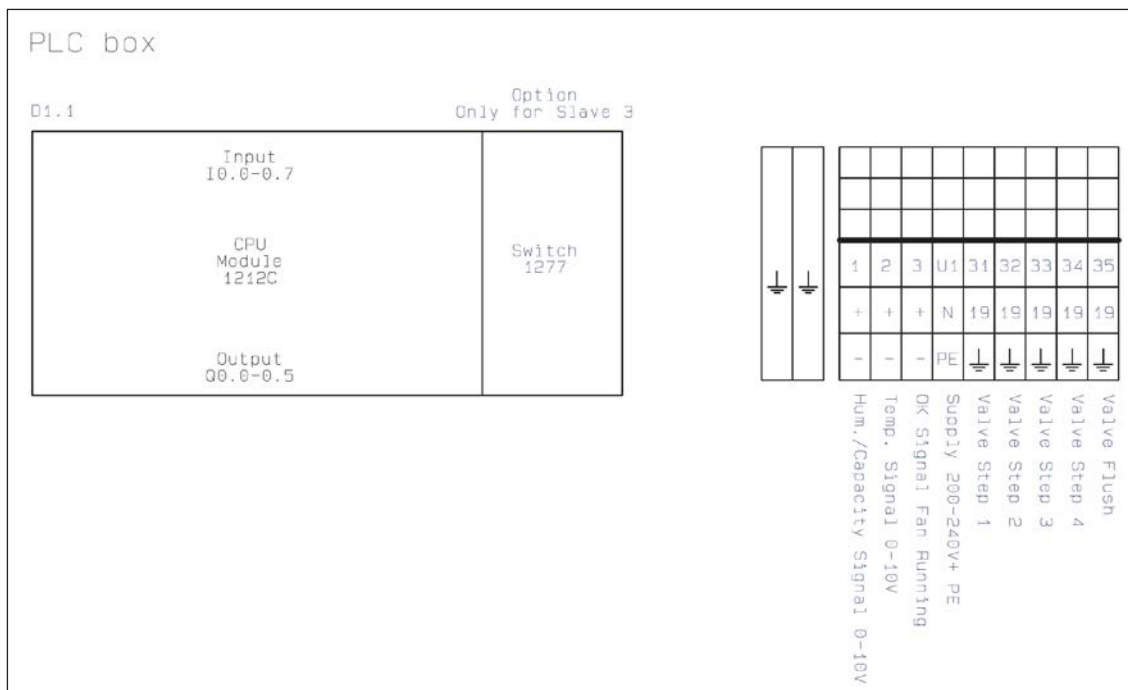 PLC box
D1.1
Option
Only for Slave 3
Input
I0.0-0.7
CPU
Module
1212C
Output
Q0.0-0.5
Switch
1277
1 2 3 U1 31 32 33 34 35
+ + + N 19 19 19 19 19
- - - PE
Hum./Capacity Signal 0-10V
Temp. Signal 0-10V
OK Signal Fan Running
Supply 200-240V+ PE
Valve Step 1
Valve Step 2
Valve Step 3
Valve Step 4
Valve Flush